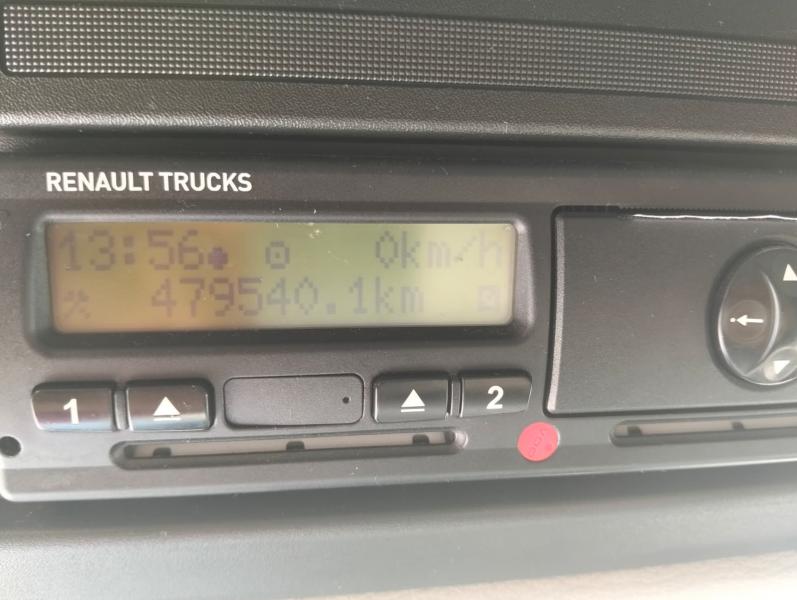 RENAULT TRUCKS
13:56 0km/h
479540.1km
1 2